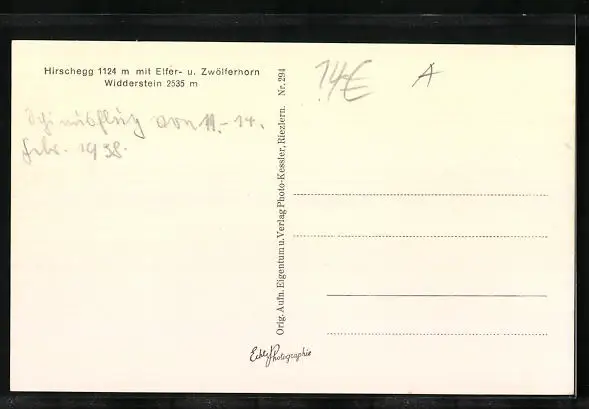 Hirschegg 1124 m mit Elfer- u. Zwölferhorn
Widderstein 2535 m
Schiausflug vom 11.-14.
Febr. 1938.
Orig. Aufn. Eigentum u. Verlag Photo-Kessler, Riezlern. Nr. 294
14€
A
Echte Photographie